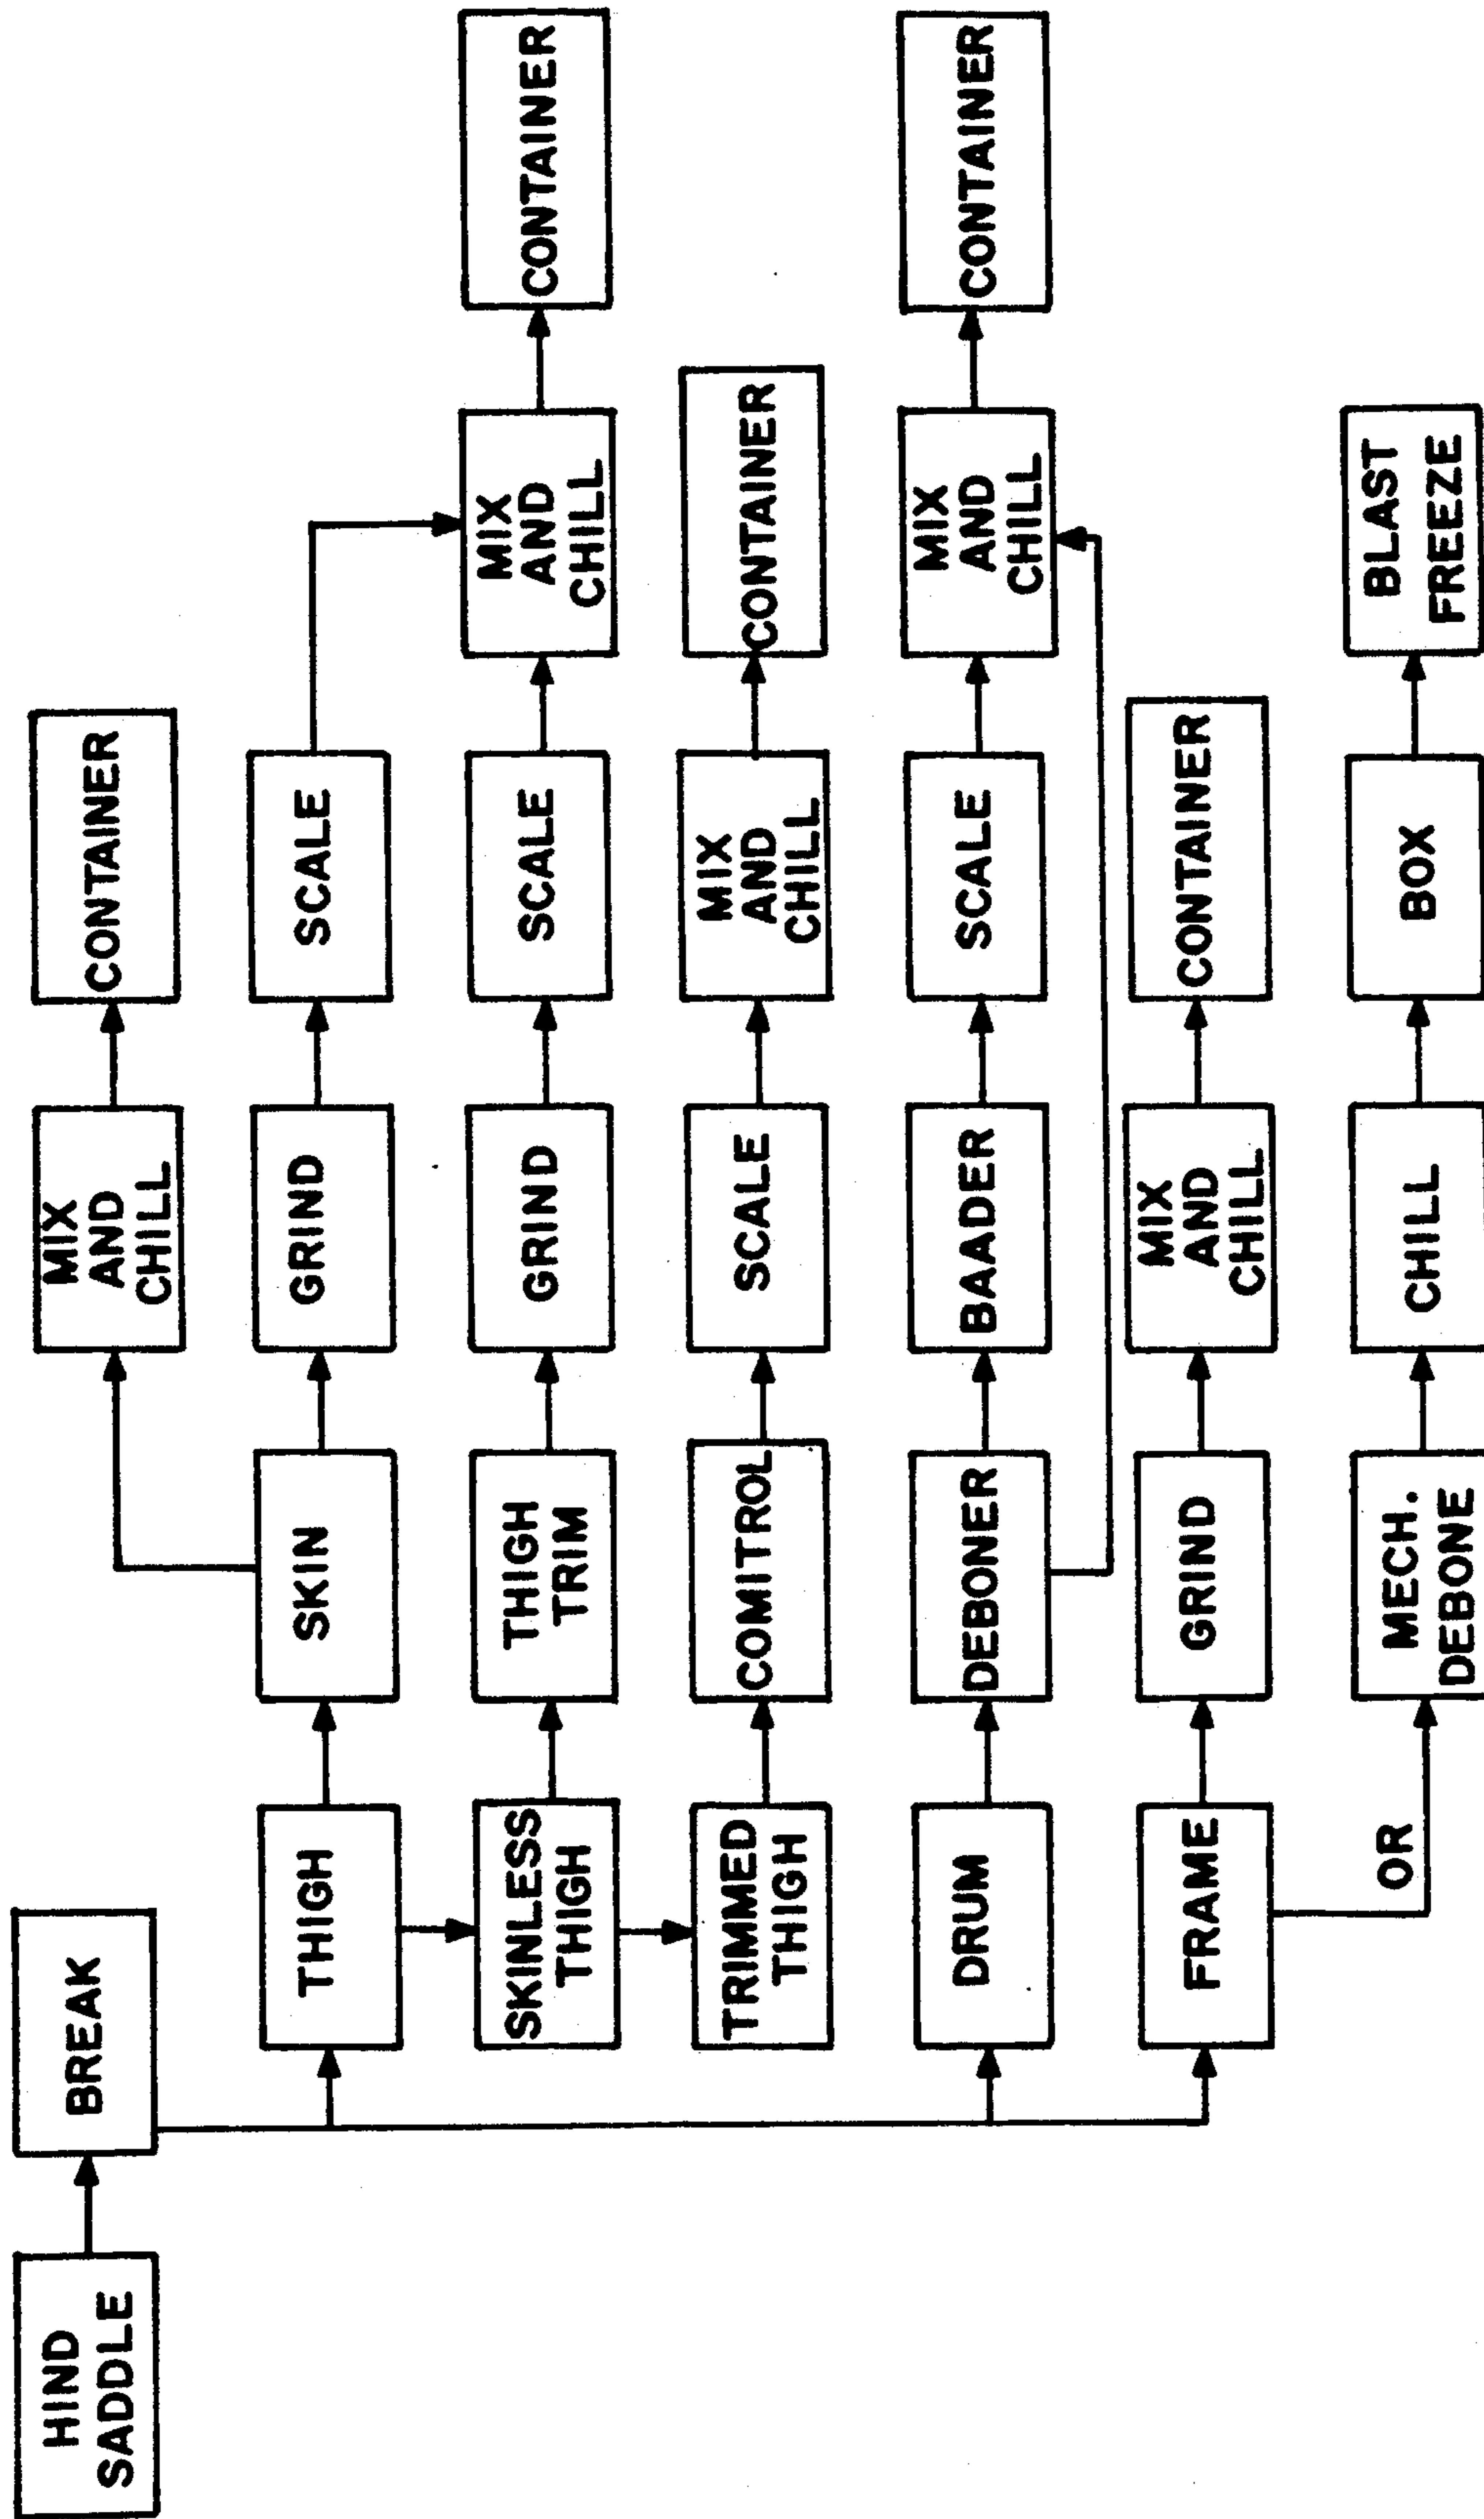 HIND
SADDLE
BREAK
MIX
AND
CHILL
CONTAINER
THIGH
SKIN
GRIND
SCALE
SKINLESS
THIGH
THIGH
TRIM
GRIND
SCALE
MIX
AND
CHILL
CONTAINER
TRIMMED
THIGH
COMITROL
SCALE
MIX
AND
CHILL
CONTAINER
DRUM
DEBONER
BAADER
SCALE
MIX
AND
CHILL
CONTAINER
FRAME
GRIND
MIX
AND
CHILL
CONTAINER
OR
MECH.
DEBONE
CHILL
BOX
BLAST
FREEZE